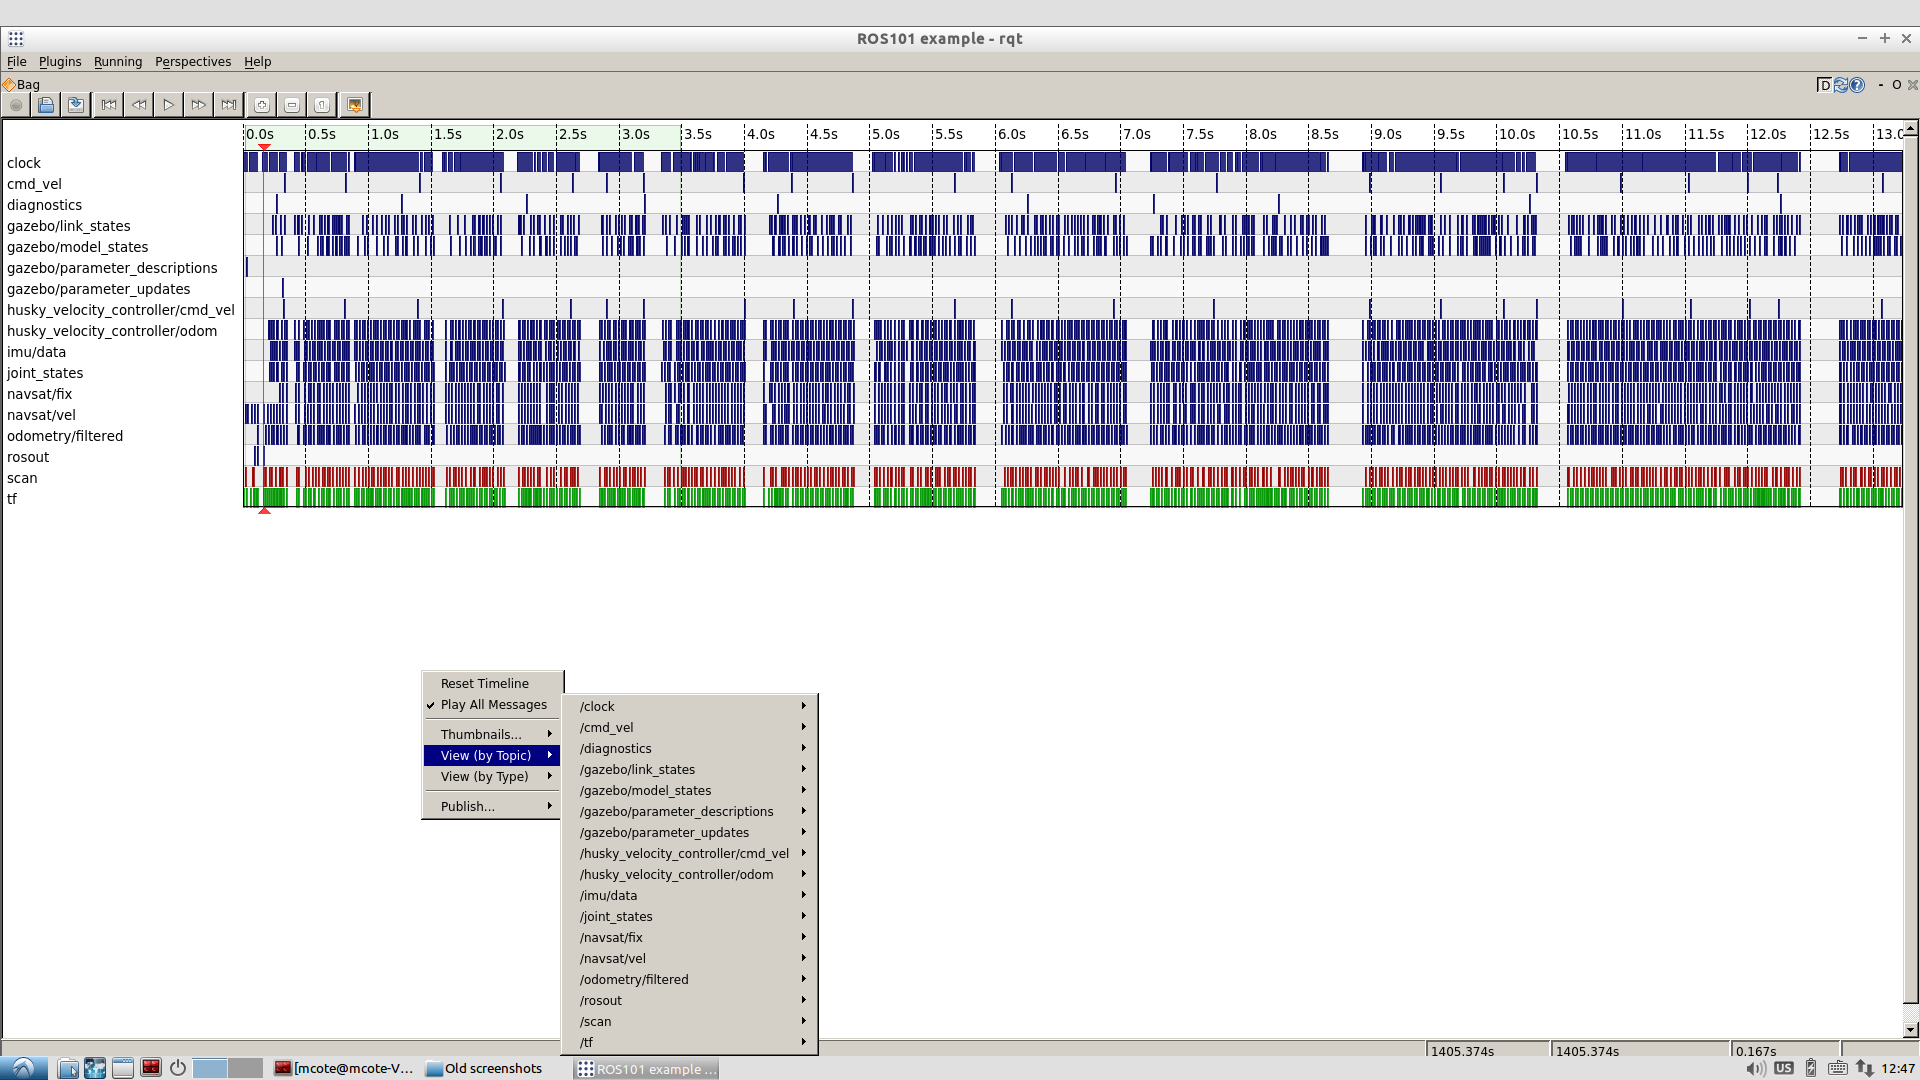 ROS101 example - rqt
File Plugins Running Perspectives Help
Bag
D - O
0.0s 0.5s 1.0s 1.5s 2.0s 2.5s 3.0s 3.5s 4.0s 4.5s 5.0s 5.5s 6.0s 6.5s 7.0s 7.5s 8.0s 8.5s 9.0s 9.5s 10.0s 10.5s 11.0s 11.5s 12.0s 12.5s 13.0
clock
cmd_vel
diagnostics
gazebo/link_states
gazebo/model_states
gazebo/parameter_descriptions
gazebo/parameter_updates
husky_velocity_controller/cmd_vel
husky_velocity_controller/odom
imu/data
joint_states
navsat/fix
navsat/vel
odometry/filtered
rosout
scan
tf
Reset Timeline
Play All Messages
Thumbnails...
View (by Topic)
View (by Type)
Publish...
/clock
/cmd_vel
/diagnostics
/gazebo/link_states
/gazebo/model_states
/gazebo/parameter_descriptions
/gazebo/parameter_updates
/husky_velocity_controller/cmd_vel
/husky_velocity_controller/odom
/imu/data
/joint_states
/navsat/fix
/navsat/vel
/odometry/filtered
/rosout
/scan
/tf
1405.374s 1405.374s 0.167s
[mcote@mcote-V... Old screenshots ROS101 example ... US 12:47